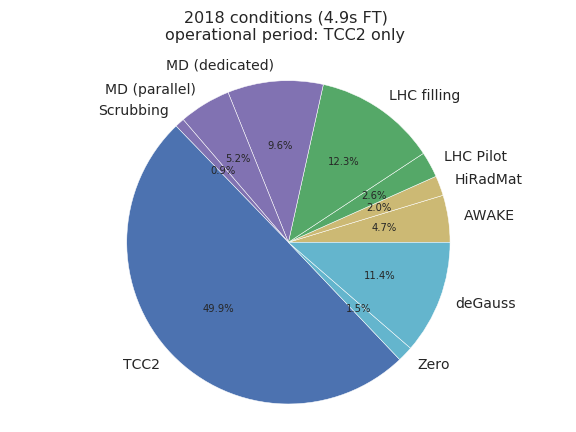 2018 conditions (4.9s FT)
operational period: TCC2 only
MD (dedicated)
MD (parallel)
Scrubbing
LHC filling
LHC Pilot
HiRadMat
AWAKE
deGauss
Zero
TCC2
9.6%
5.2%
0.9%
12.3%
2.6%
2.0%
4.7%
11.4%
1.5%
49.9%